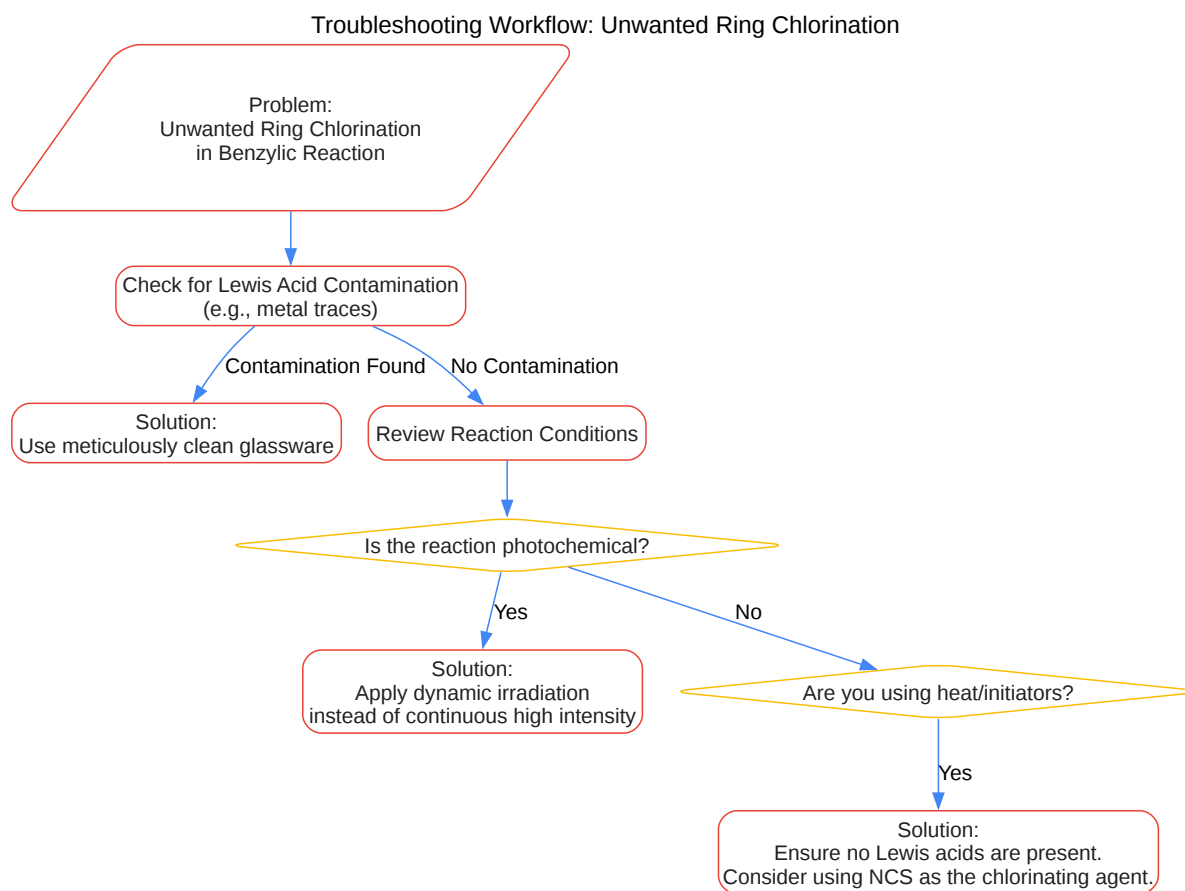 Troubleshooting Workflow: Unwanted Ring Chlorination
Problem:
Unwanted Ring Chlorination
in Benzylic Reaction
Check for Lewis Acid Contamination
(e.g., metal traces)
Contamination Found
No Contamination
Solution:
Use meticulously clean glassware
Review Reaction Conditions
Is the reaction photochemical?
Yes
No
Solution:
Apply dynamic irradiation
instead of continuous high intensity
Are you using heat/initiators?
Yes
Solution:
Ensure no Lewis acids are present.
Consider using NCS as the chlorinating agent.